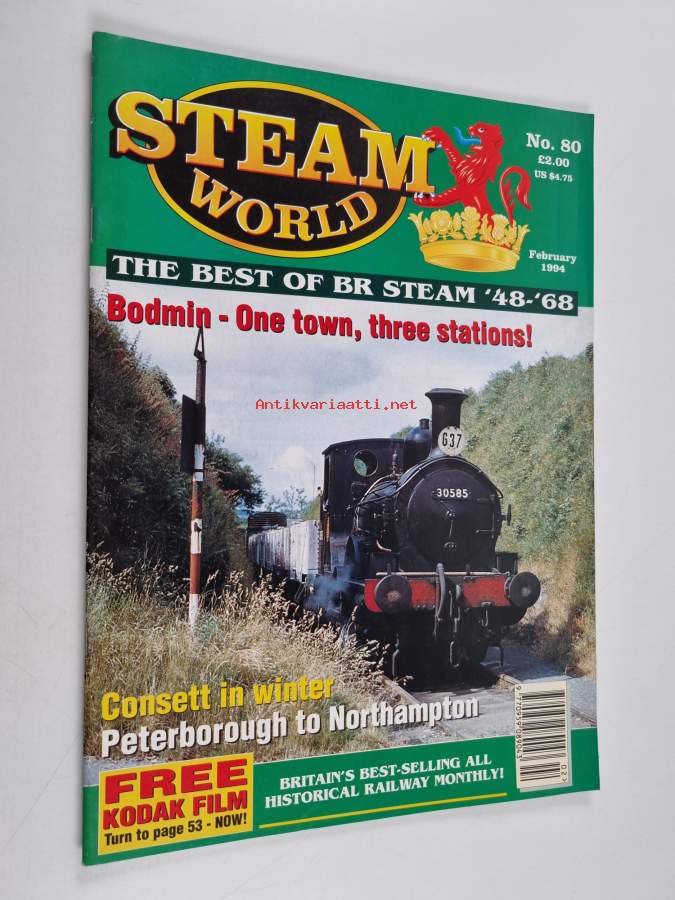 STEAM
WORLD
No. 80
£2.00
US $4.75
February
1994
THE BEST OF BR STEAM '48-'68
Bodmin - One town, three stations!
Antikvariaatti.net
637
30585
Consett in winter
Peterborough to Northampton
FREE
KODAK FILM
Turn to page 53 - NOW!
BRITAIN'S BEST-SELLING ALL
HISTORICAL RAILWAY MONTHLY!
02>